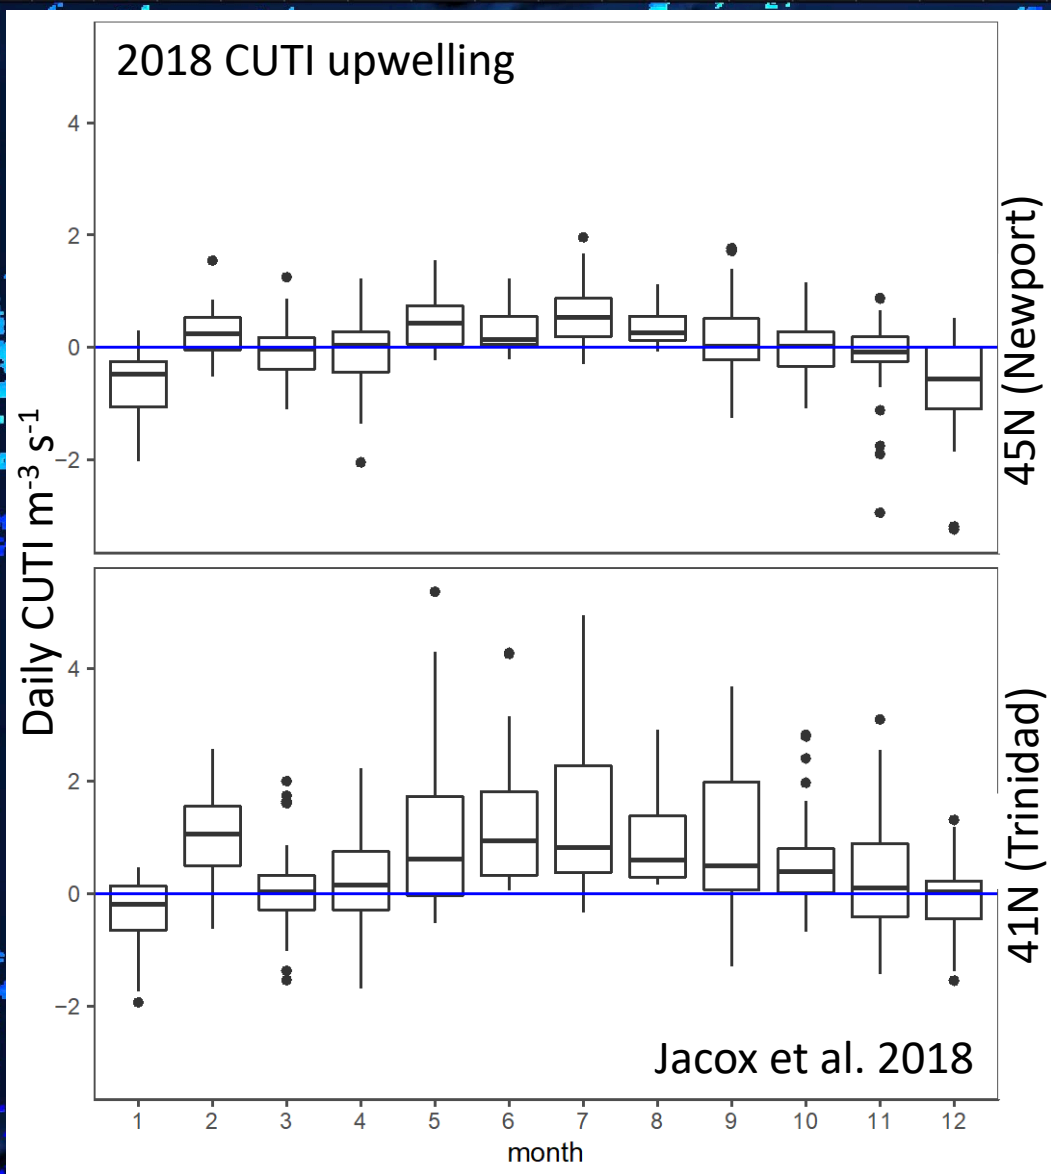 2018 CUTI upwelling
4
2
0
−2
45N (Newport)
Daily CUTI m⁻³ s⁻¹
4
2
0
−2
41N (Trinidad)
Jacox et al. 2018
1 2 3 4 5 6 7 8 9 10 11 12
month